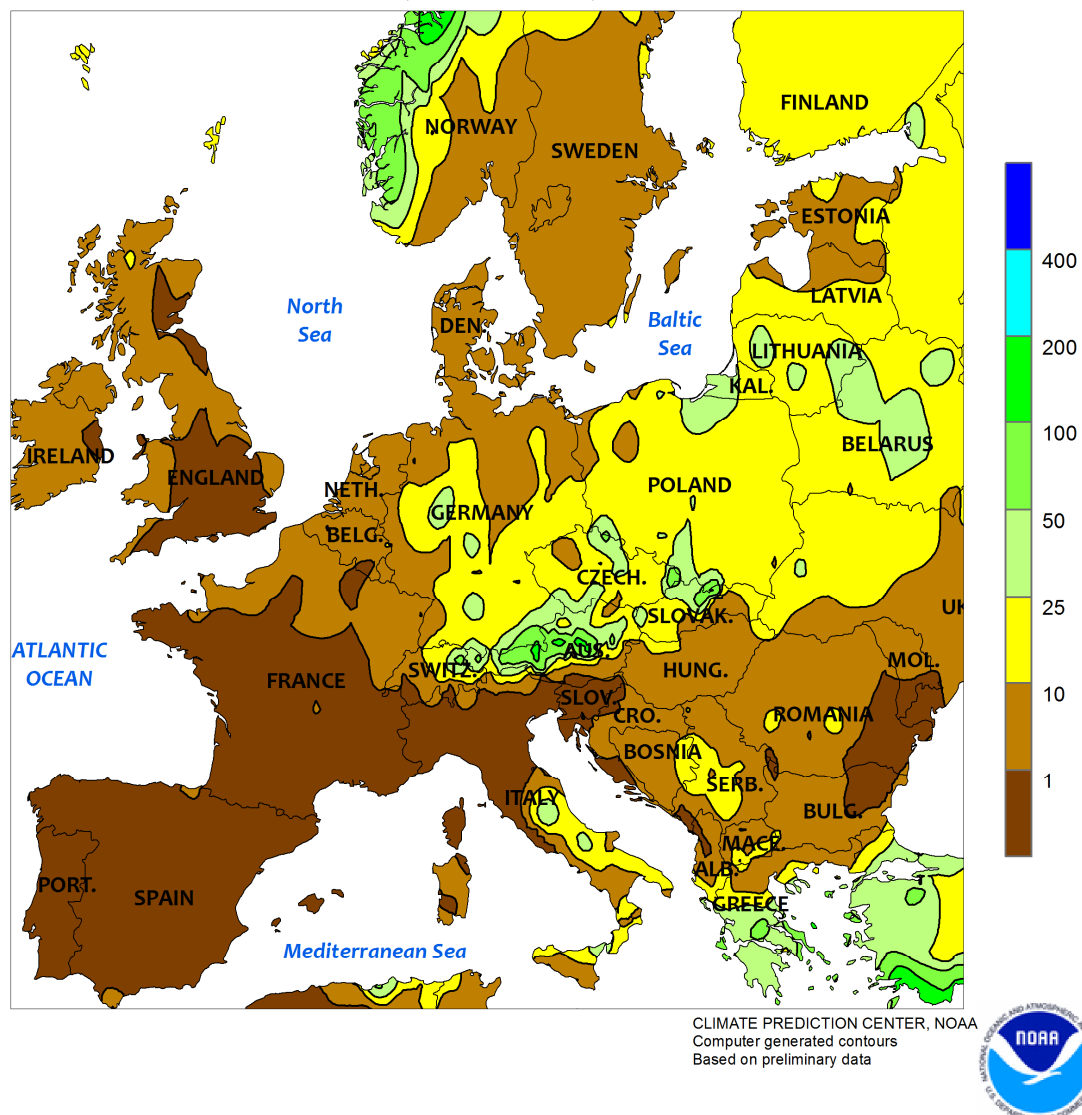 FINLAND
NORWAY
SWEDEN
ESTONIA
LATVIA
North
Sea
Baltic
Sea
DEN.
LITHUANIA
KAL.
BELARUS
IRELAND
ENGLAND
NETH.
GERMANY
POLAND
BELG.
CZECH.
SLOVAK.
UK
ATLANTIC
OCEAN
FRANCE
SWITZ.
AUS.
HUNG.
MOL.
SLOV.
CRO.
ROMANIA
BOSNIA
SERB.
ITALY
BULG.
MACE.
ALB.
PORT.
SPAIN
GREECE
Mediterranean Sea
400
200
100
50
25
10
1
CLIMATE PREDICTION CENTER, NOAA
Computer generated contours
Based on preliminary data
NOAA